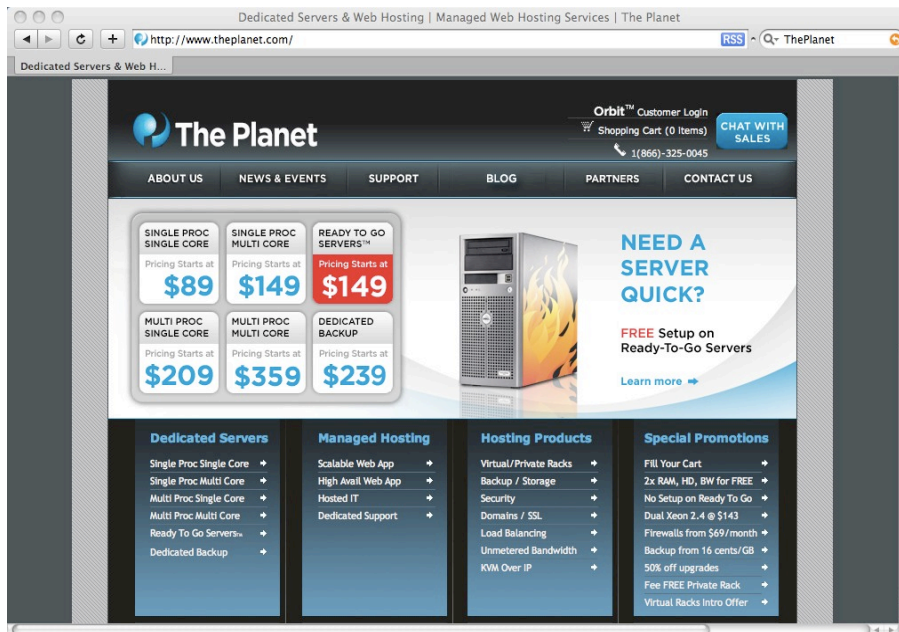 Dedicated Servers & Web Hosting | Managed Web Hosting Services | The Planet
http://www.theplanet.com/
RSS
ThePlanet
Dedicated Servers & Web H...
The Planet
Orbit™ Customer Login
Shopping Cart (0 Items)
1(866)-325-0045
CHAT WITH
SALES
ABOUT US NEWS & EVENTS SUPPORT BLOG PARTNERS CONTACT US
SINGLE PROC
SINGLE CORE
Pricing Starts at
$89
SINGLE PROC
MULTI CORE
Pricing Starts at
$149
READY TO GO
SERVERS™
Pricing Starts at
$149
MULTI PROC
SINGLE CORE
Pricing Starts at
$209
MULTI PROC
MULTI CORE
Pricing Starts at
$359
DEDICATED
BACKUP
Pricing Starts at
$239
NEED A
SERVER
QUICK?
FREE Setup on
Ready-To-Go Servers
Learn more
Dedicated Servers
Single Proc Single Core
Single Proc Multi Core
Multi Proc Single Core
Multi Proc Multi Core
Ready To Go Servers™
Dedicated Backup
Managed Hosting
Scalable Web App
High Avail Web App
Hosted IT
Dedicated Support
Hosting Products
Virtual/Private Racks
Backup / Storage
Security
Domains / SSL
Load Balancing
Unmetered Bandwidth
KVM Over IP
Special Promotions
Fill Your Cart
2x RAM, HD, BW for FREE
No Setup on Ready To Go
Dual Xeon 2.4 @ $143
Firewalls from $69/month
Backup from 16 cents/GB
50% off upgrades
Fee FREE Private Rack
Virtual Racks Intro Offer